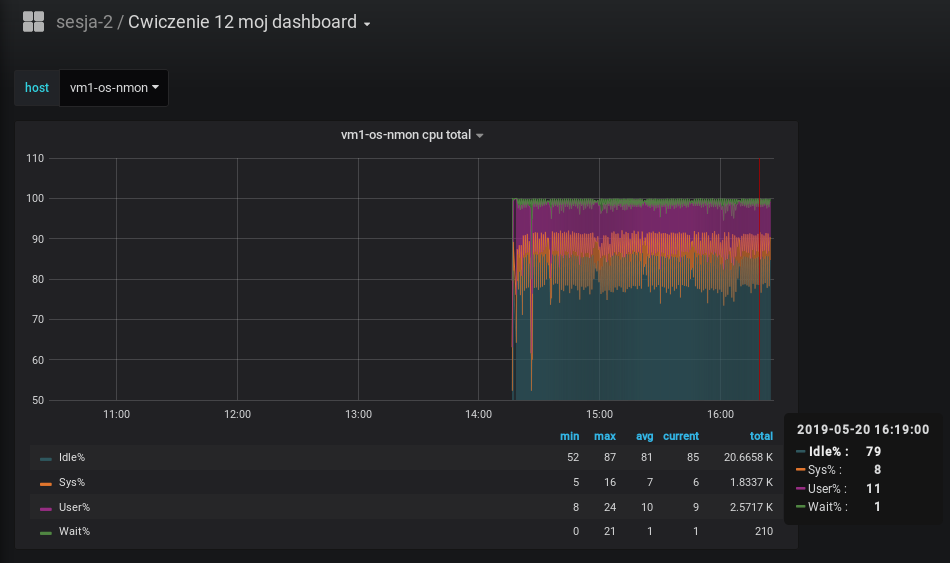 sesja-2 / Cwiczenie 12 moj dashboard
host vm1-os-nmon
vm1-os-nmon cpu total
110
100
90
80
70
60
50
11:00 12:00 13:00 14:00 15:00 16:00
min max avg current total
Idle% 52 87 81 85 20.6658 K
Sys% 5 16 7 6 1.8337 K
User% 8 24 10 9 2.5717 K
Wait% 0 21 1 1 210
2019-05-20 16:19:00
Idle% : 79
Sys% : 8
User% : 11
Wait% : 1